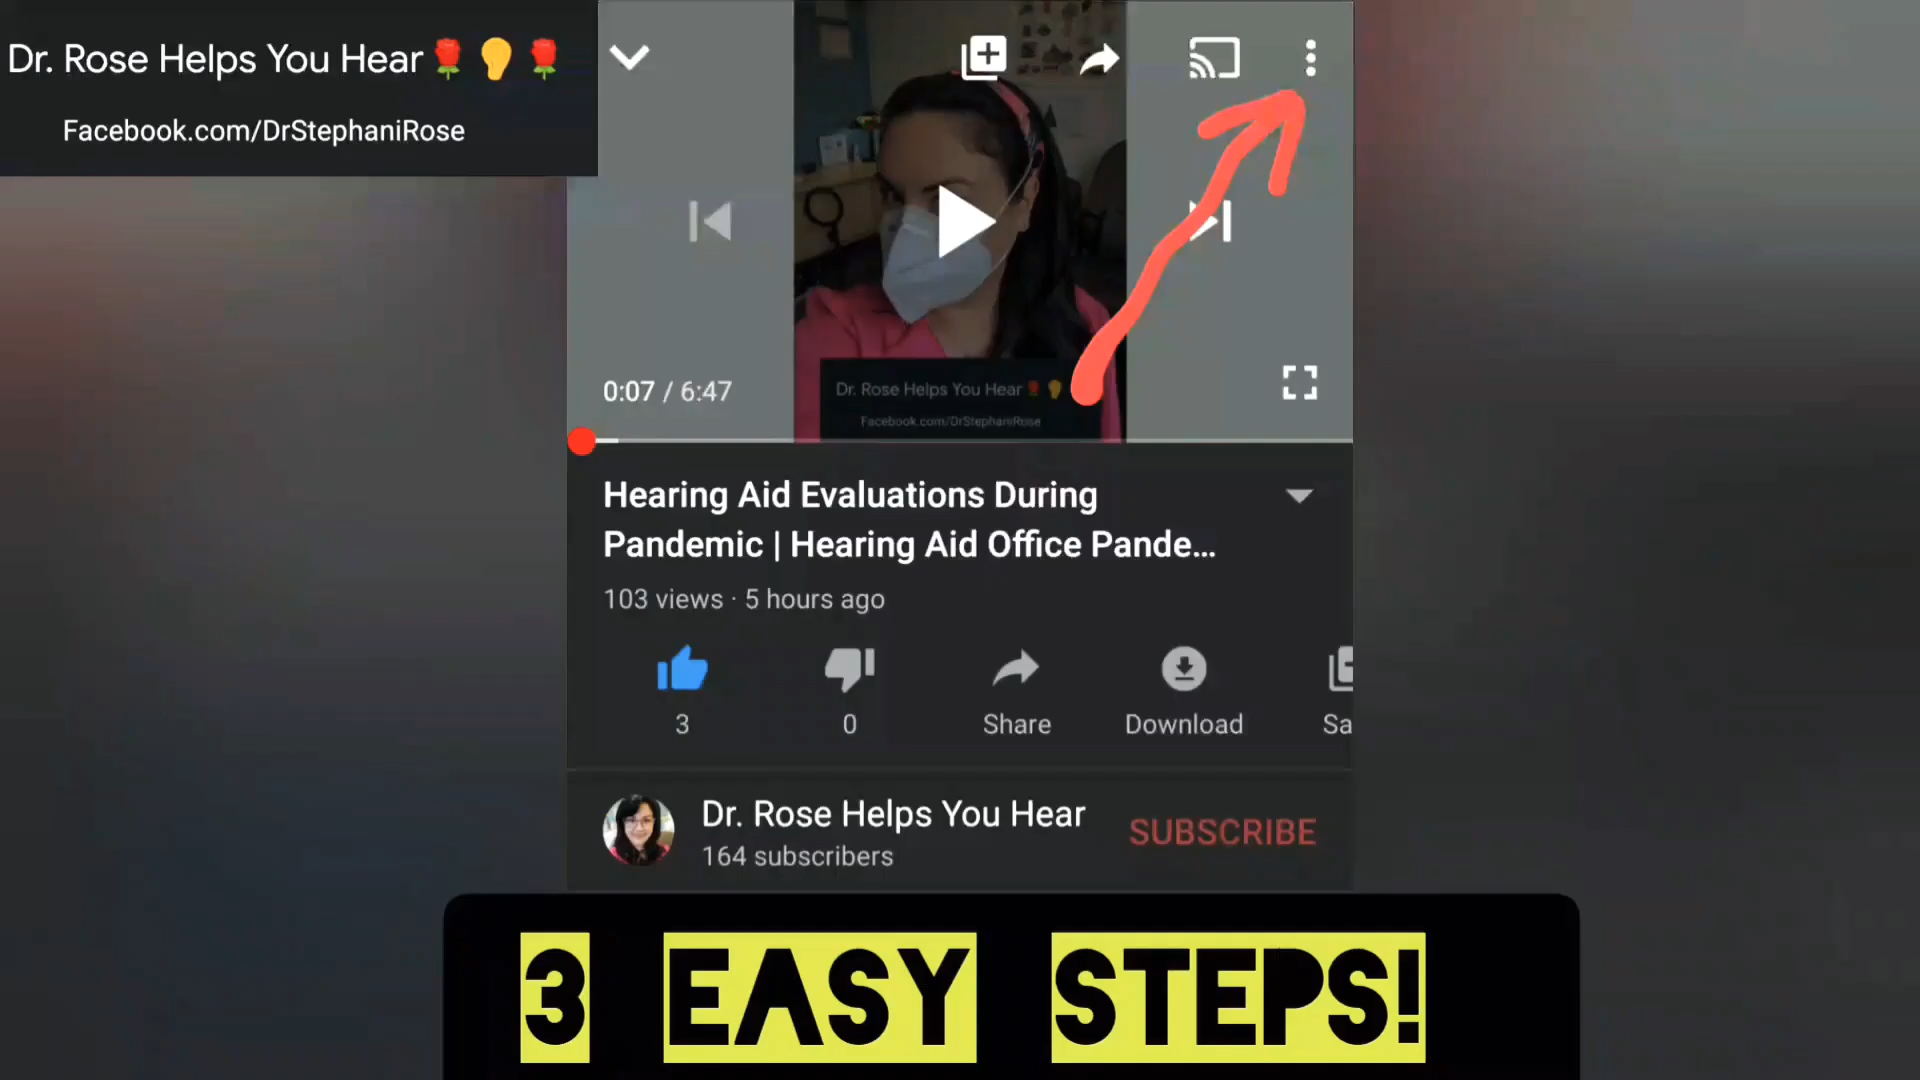 Dr. Rose Helps You Hear🌹👂🌹
Facebook.com/DrStephaniRose
0:07 / 6:47
Dr. Rose Helps You Hear🌹👂
Facebook.com/DrStephaniRose
Hearing Aid Evaluations During
Pandemic | Hearing Aid Office Pande...
103 views · 5 hours ago
3
0
Share
Download
Sa
Dr. Rose Helps You Hear
164 subscribers
SUBSCRIBE
3 EASY STEPS!